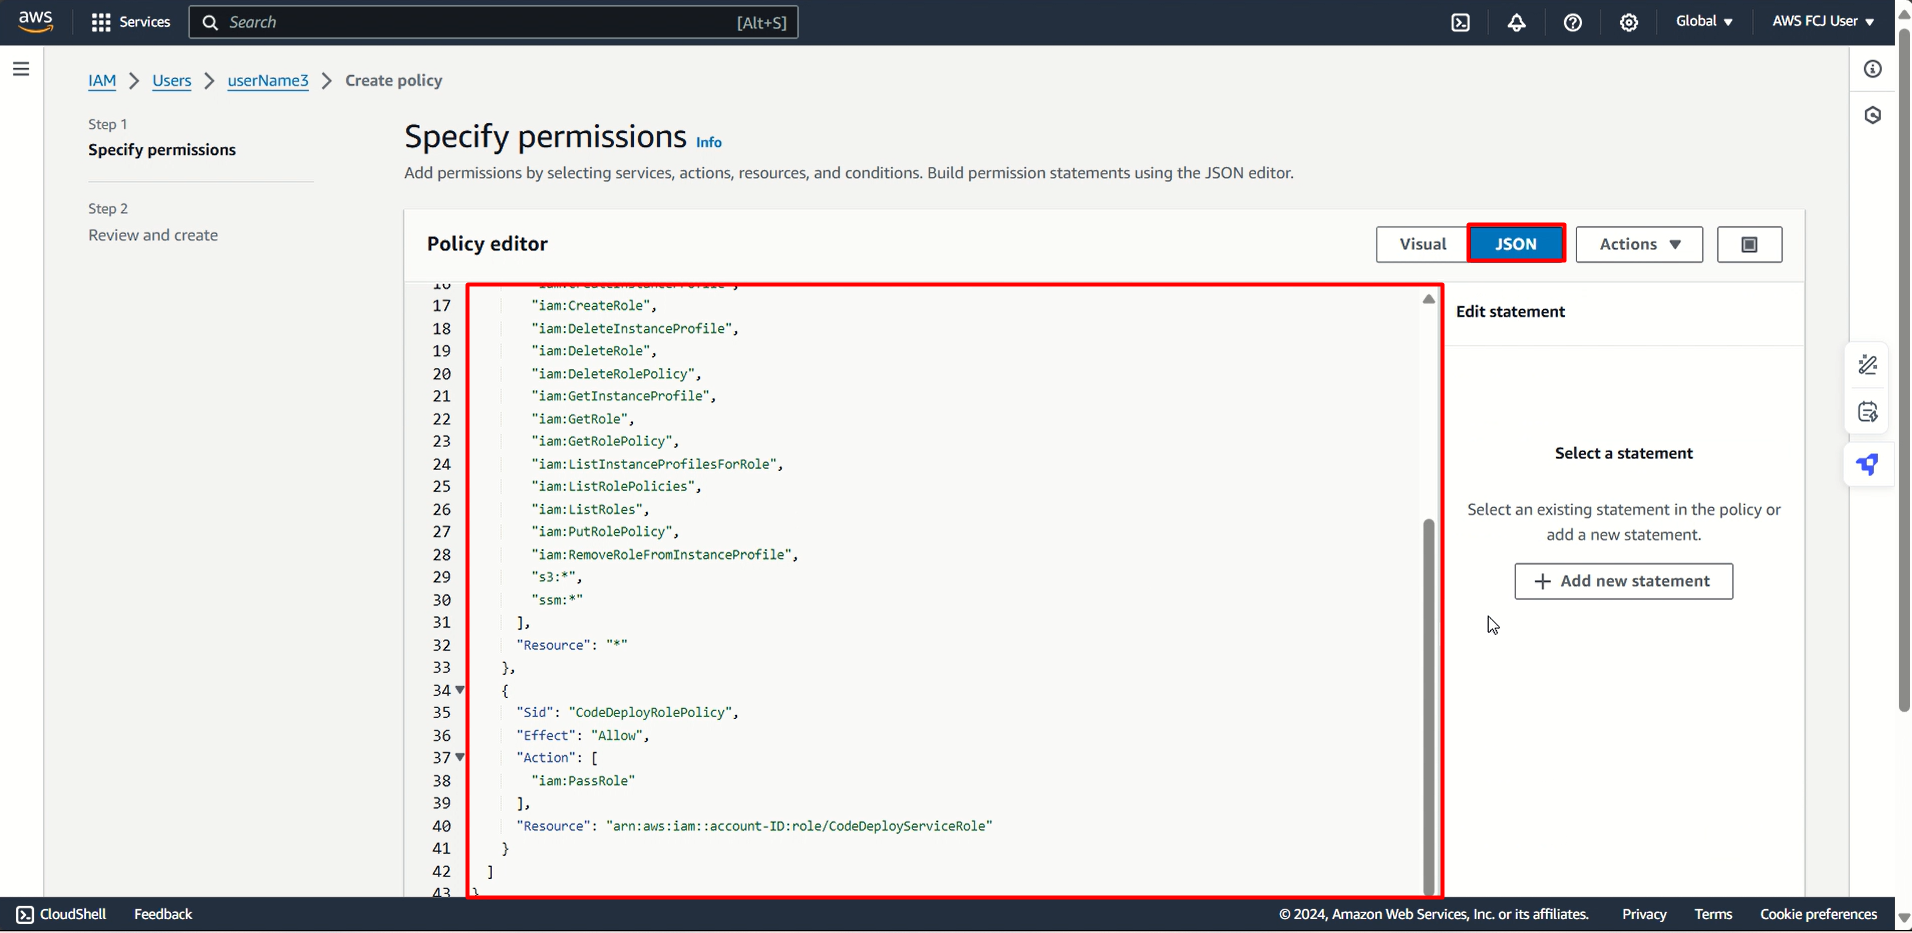 aws
Services
Search
[Alt+S]
Global
AWS FCJ User
IAM > Users > userName3 > Create policy
Step 1
Specify permissions
Step 2
Review and create
Specify permissions Info
Add permissions by selecting services, actions, resources, and conditions. Build permission statements using the JSON editor.
Policy editor
Visual
JSON
Actions
16 "iam:CreateInstanceProfile",
17 "iam:CreateRole",
18 "iam:DeleteInstanceProfile",
19 "iam:DeleteRole",
20 "iam:DeleteRolePolicy",
21 "iam:GetInstanceProfile",
22 "iam:GetRole",
23 "iam:GetRolePolicy",
24 "iam:ListInstanceProfilesForRole",
25 "iam:ListRolePolicies",
26 "iam:ListRoles",
27 "iam:PutRolePolicy",
28 "iam:RemoveRoleFromInstanceProfile",
29 "s3:*",
30 "ssm:*"
31 ],
32 "Resource": "*"
33 },
34 {
35 "Sid": "CodeDeployRolePolicy",
36 "Effect": "Allow",
37 "Action": [
38 "iam:PassRole"
39 ],
40 "Resource": "arn:aws:iam::account-ID:role/CodeDeployServiceRole"
41 }
42 ]
43 }
Edit statement
Select a statement
Select an existing statement in the policy or
add a new statement.
+ Add new statement
CloudShell
Feedback
© 2024, Amazon Web Services, Inc. or its affiliates.
Privacy
Terms
Cookie preferences